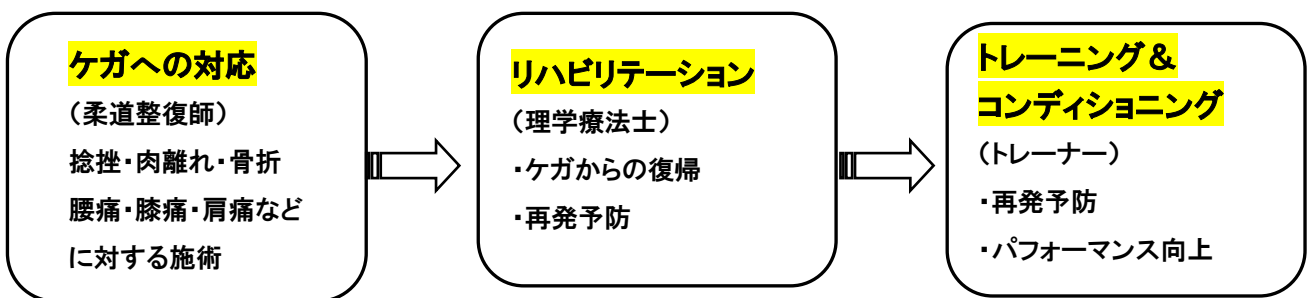 ケガへの対応
（柔道整復師）
捻挫・肉離れ・骨折
腰痛・膝痛・肩痛など
に対する施術
リハビリテーション
（理学療法士）
・ケガからの復帰
・再発予防
トレーニング＆
コンディショニング
（トレーナー）
・再発予防
・パフォーマンス向上